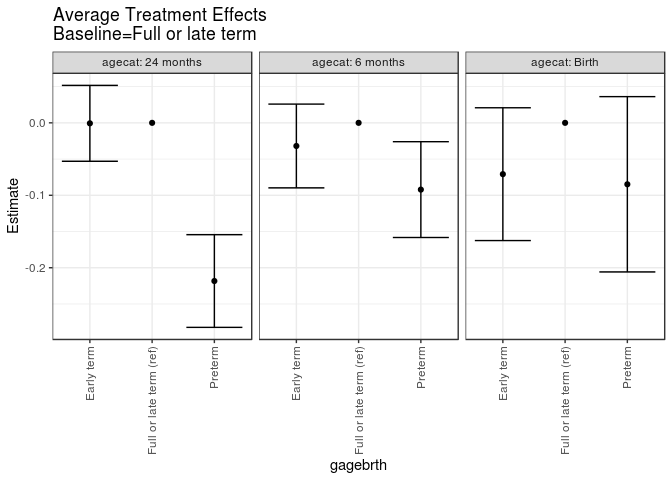 Average Treatment Effects
Baseline=Full or late term
agecat: 24 months
agecat: 6 months
agecat: Birth
Estimate
0.0
-0.1
-0.2
Early term
Full or late term (ref)
Preterm
Early term
Full or late term (ref)
Preterm
Early term
Full or late term (ref)
Preterm
gagebrth